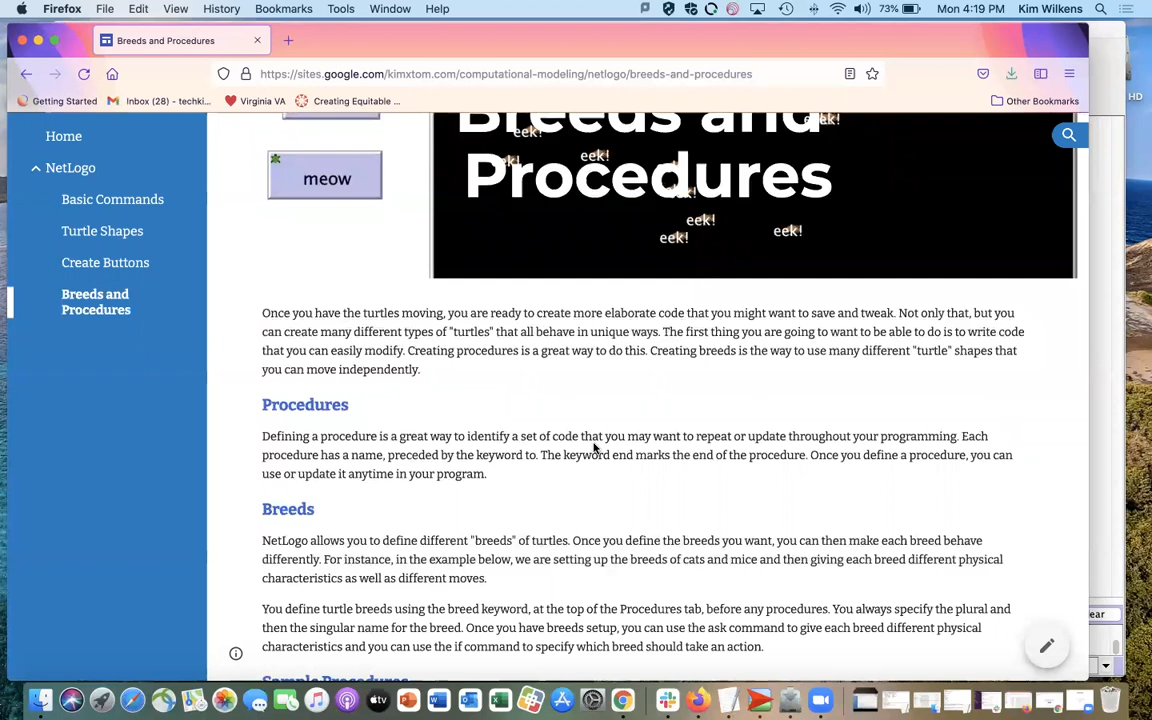 Firefox File Edit View History Bookmarks Tools Window Help 73% Mon 4:19 PM Kim Wilkens
Breeds and Procedures
https://sites.google.com/kimxtom.com/computational-modeling/netlogo/breeds-and-procedures
Getting Started Inbox (28) - techki... Virginia VA Creating Equitable ... Other Bookmarks
HD
Home
NetLogo
Basic Commands
Turtle Shapes
Create Buttons
Breeds and
Procedures
meow
Breeds and
Procedures
eek!
eek!
eek!
eek!
eek!
eek!
Once you have the turtles moving, you are ready to create more elaborate code that you might want to save and tweak. Not only that, but you
can create many different types of "turtles" that all behave in unique ways. The first thing you are going to want to be able to do is to write code
that you can easily modify. Creating procedures is a great way to do this. Creating breeds is the way to use many different "turtle" shapes that
you can move independently.
Procedures
Defining a procedure is a great way to identify a set of code that you may want to repeat or update throughout your programming. Each
procedure has a name, preceded by the keyword to. The keyword end marks the end of the procedure. Once you define a procedure, you can
use or update it anytime in your program.
Breeds
NetLogo allows you to define different "breeds" of turtles. Once you define the breeds you want, you can then make each breed behave
differently. For instance, in the example below, we are setting up the breeds of cats and mice and then giving each breed different physical
characteristics as well as different moves.
You define turtle breeds using the breed keyword, at the top of the Procedures tab, before any procedures. You always specify the plural and
then the singular name for the breed. Once you have breeds setup, you can use the ask command to give each breed different physical
characteristics and you can use the if command to specify which breed should take an action.
Sample Procedures
ear
tv